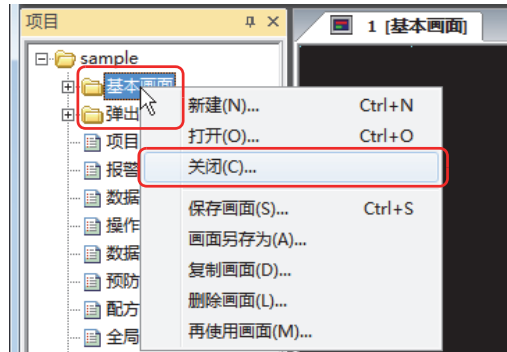 项目
1 [基本画面]
sample
基本画面
弹出
项目
报警
数据
操作
数据
预防
配方
全局
新建(N)... Ctrl+N
打开(O)... Ctrl+O
关闭(C)...
保存画面(S)... Ctrl+S
画面另存为(A)...
复制画面(D)...
删除画面(L)...
再使用画面(M)...